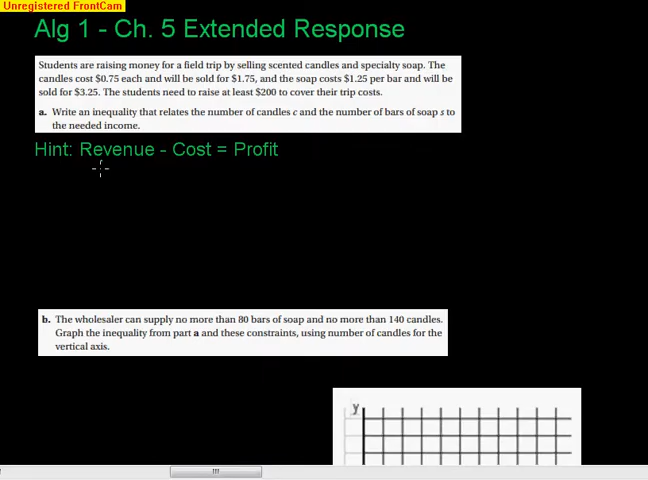 Unregistered FrontCam
Alg 1 - Ch. 5 Extended Response
Students are raising money for a field trip by selling scented candles and specialty soap. The
candles cost $0.75 each and will be sold for $1.75, and the soap costs $1.25 per bar and will be
sold for $3.25. The students need to raise at least $200 to cover their trip costs.
a. Write an inequality that relates the number of candles c and the number of bars of soap s to
the needed income.
Hint: Revenue - Cost = Profit
b. The wholesaler can supply no more than 80 bars of soap and no more than 140 candles.
Graph the inequality from part a and these constraints, using number of candles for the
vertical axis.
y